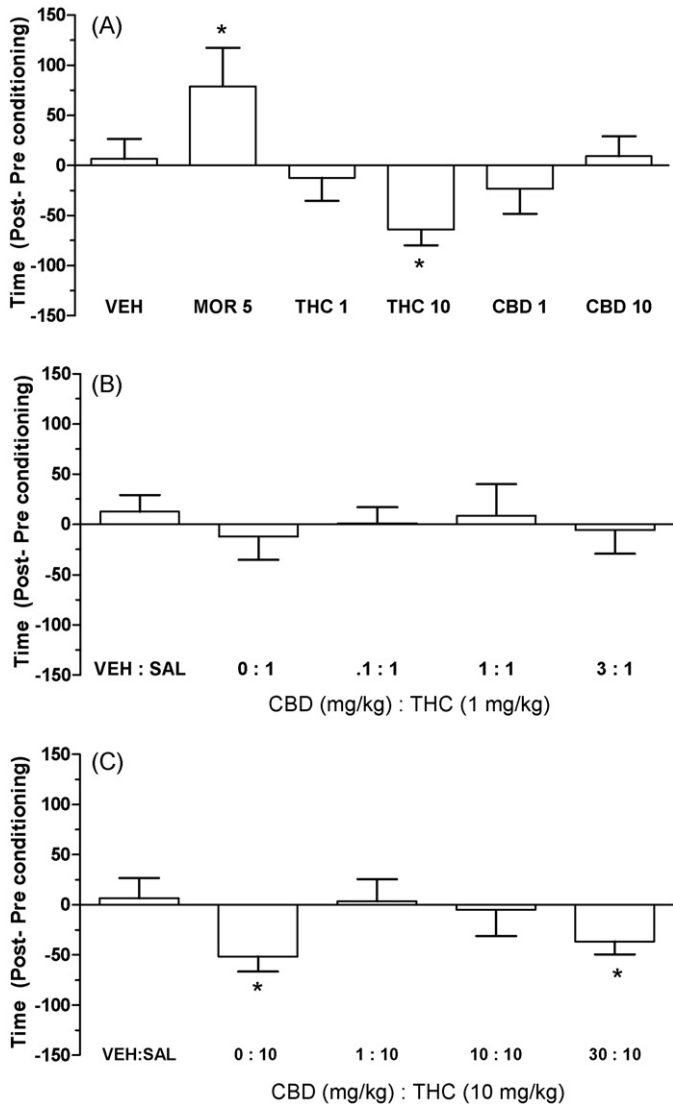 (A)
Time (Post- Pre conditioning)
150
100
50
0
-50
-100
-150
*
*
VEH MOR 5 THC 1 THC 10 CBD 1 CBD 10
(B)
Time (Post- Pre conditioning)
150
100
50
0
-50
-100
-150
VEH : SAL 0 : 1 .1 : 1 1 : 1 3 : 1
CBD (mg/kg) : THC (1 mg/kg)
(C)
Time (Post- Pre conditioning)
150
100
50
0
-50
-100
-150
* *
VEH:SAL 0 : 10 1 : 10 10 : 10 30 : 10
CBD (mg/kg) : THC (10 mg/kg)